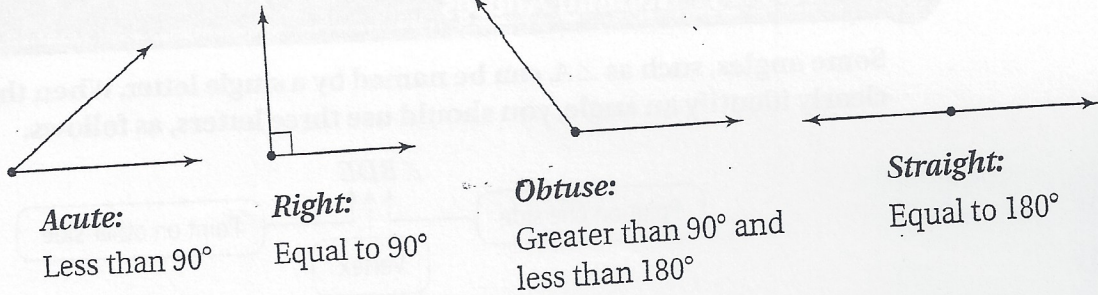 Acute:
Less than 90°
Right:
Equal to 90°
Obtuse:
Greater than 90° and
less than 180°
Straight:
Equal to 180°